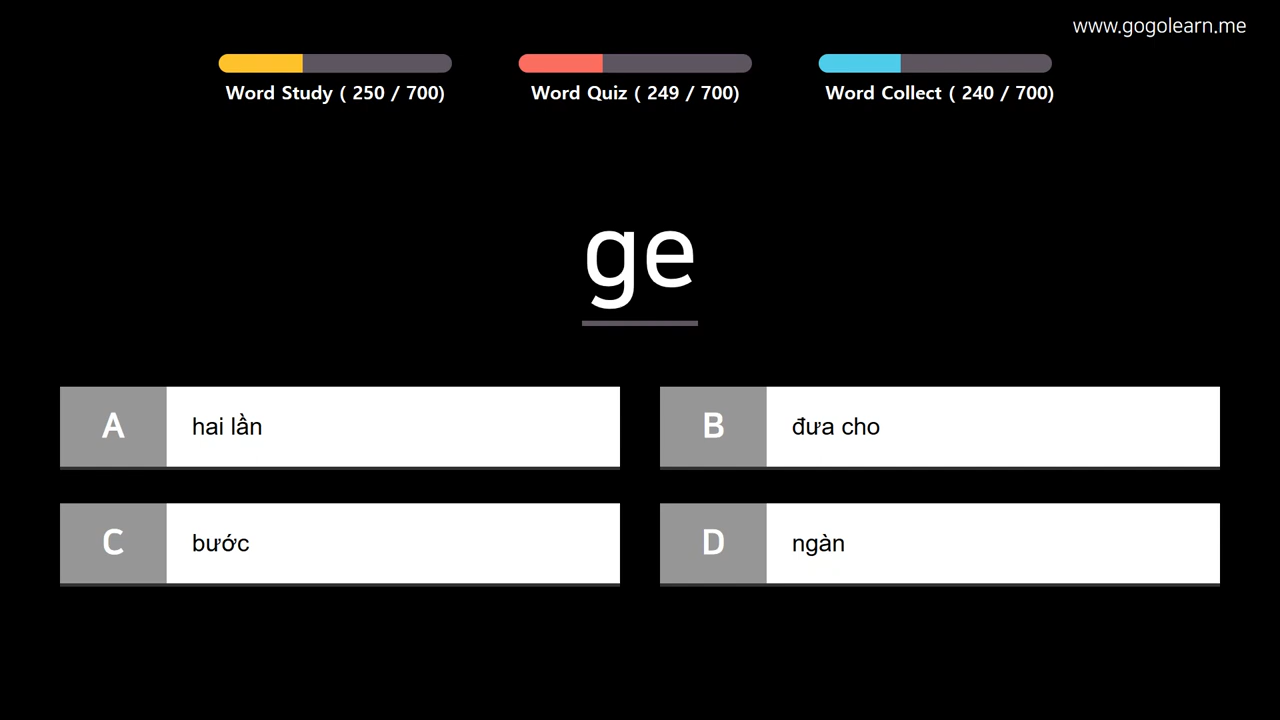 www.gogolearn.me
Word Study ( 250 / 700)
Word Quiz ( 249 / 700)
Word Collect ( 240 / 700)
ge
A hai lần
B đưa cho
C bước
D ngàn